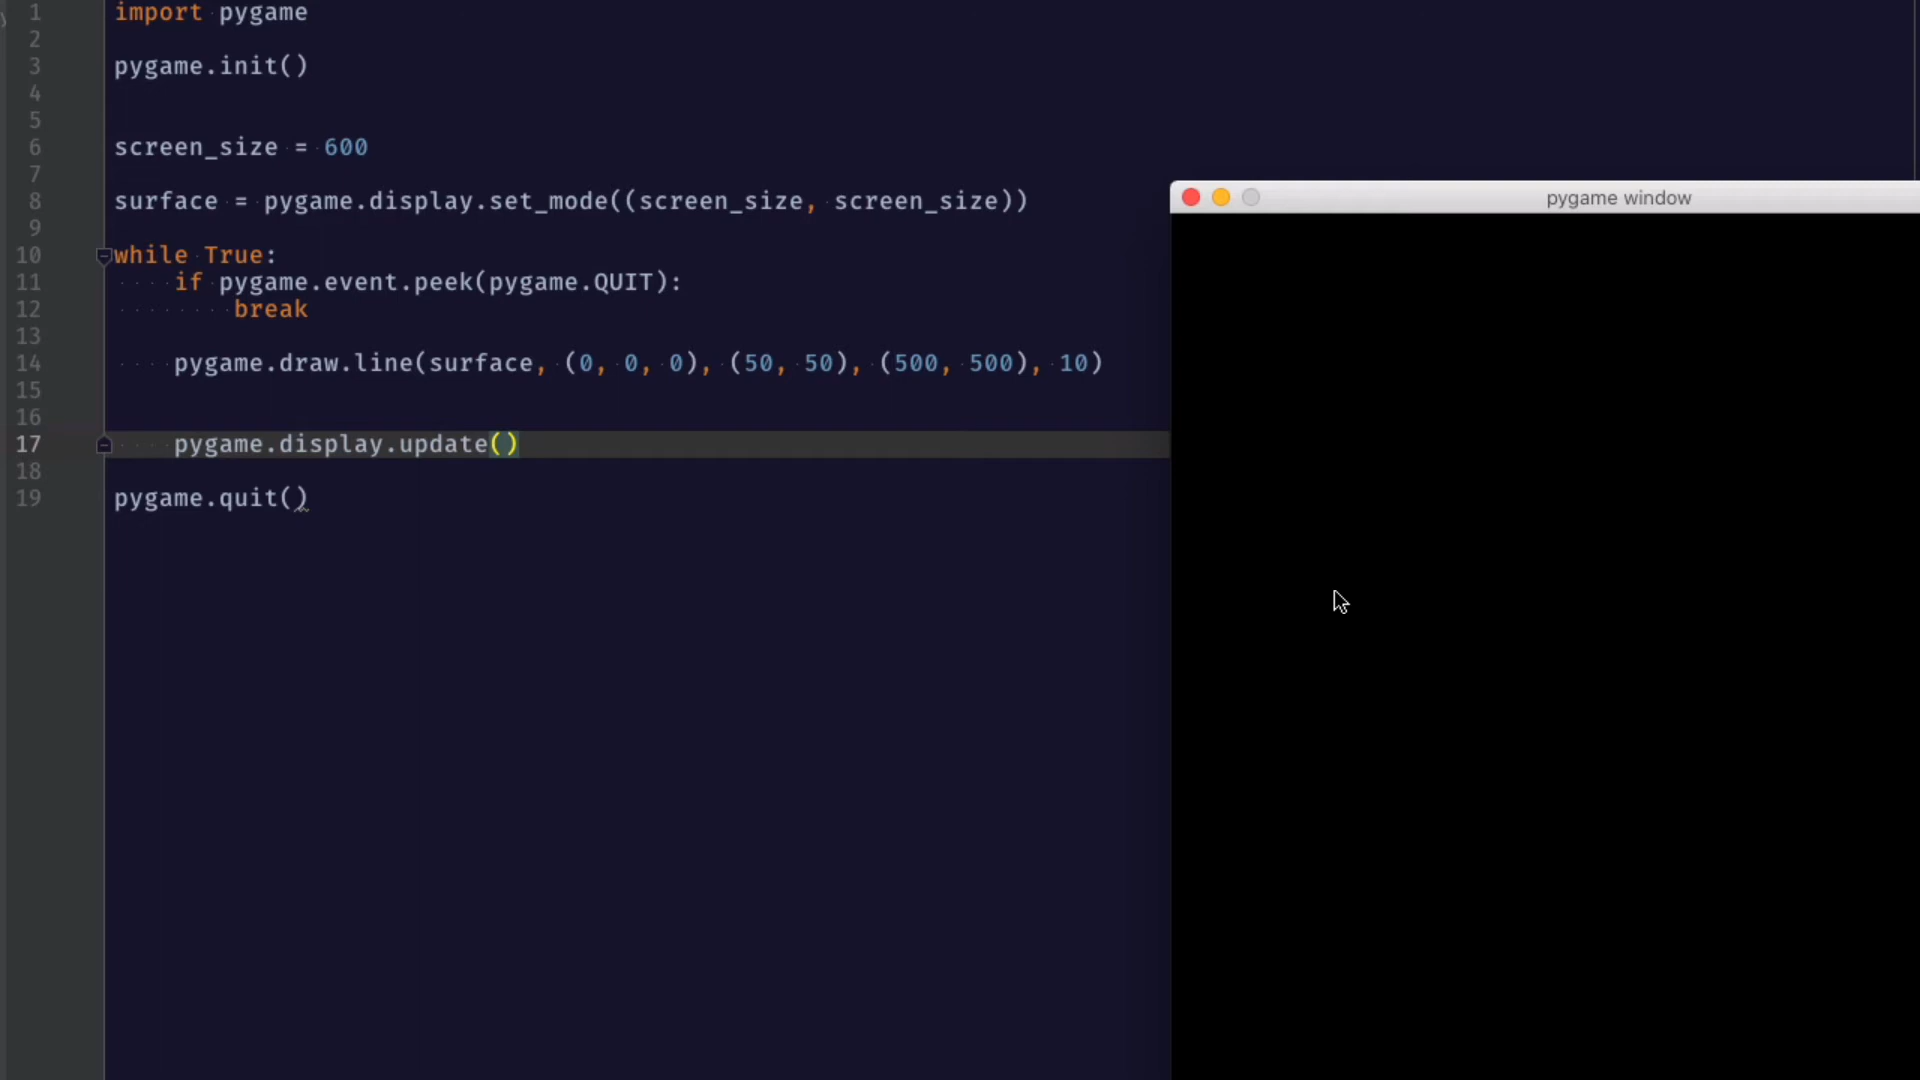 1 import pygame
2
3 pygame.init()
4
5
6 screen_size = 600
7
8 surface = pygame.display.set_mode((screen_size, screen_size))
9
10 while True:
11 if pygame.event.peek(pygame.QUIT):
12 break
13
14 pygame.draw.line(surface, (0, 0, 0), (50, 50), (500, 500), 10)
15
16
17 pygame.display.update()
18
19 pygame.quit()
pygame window